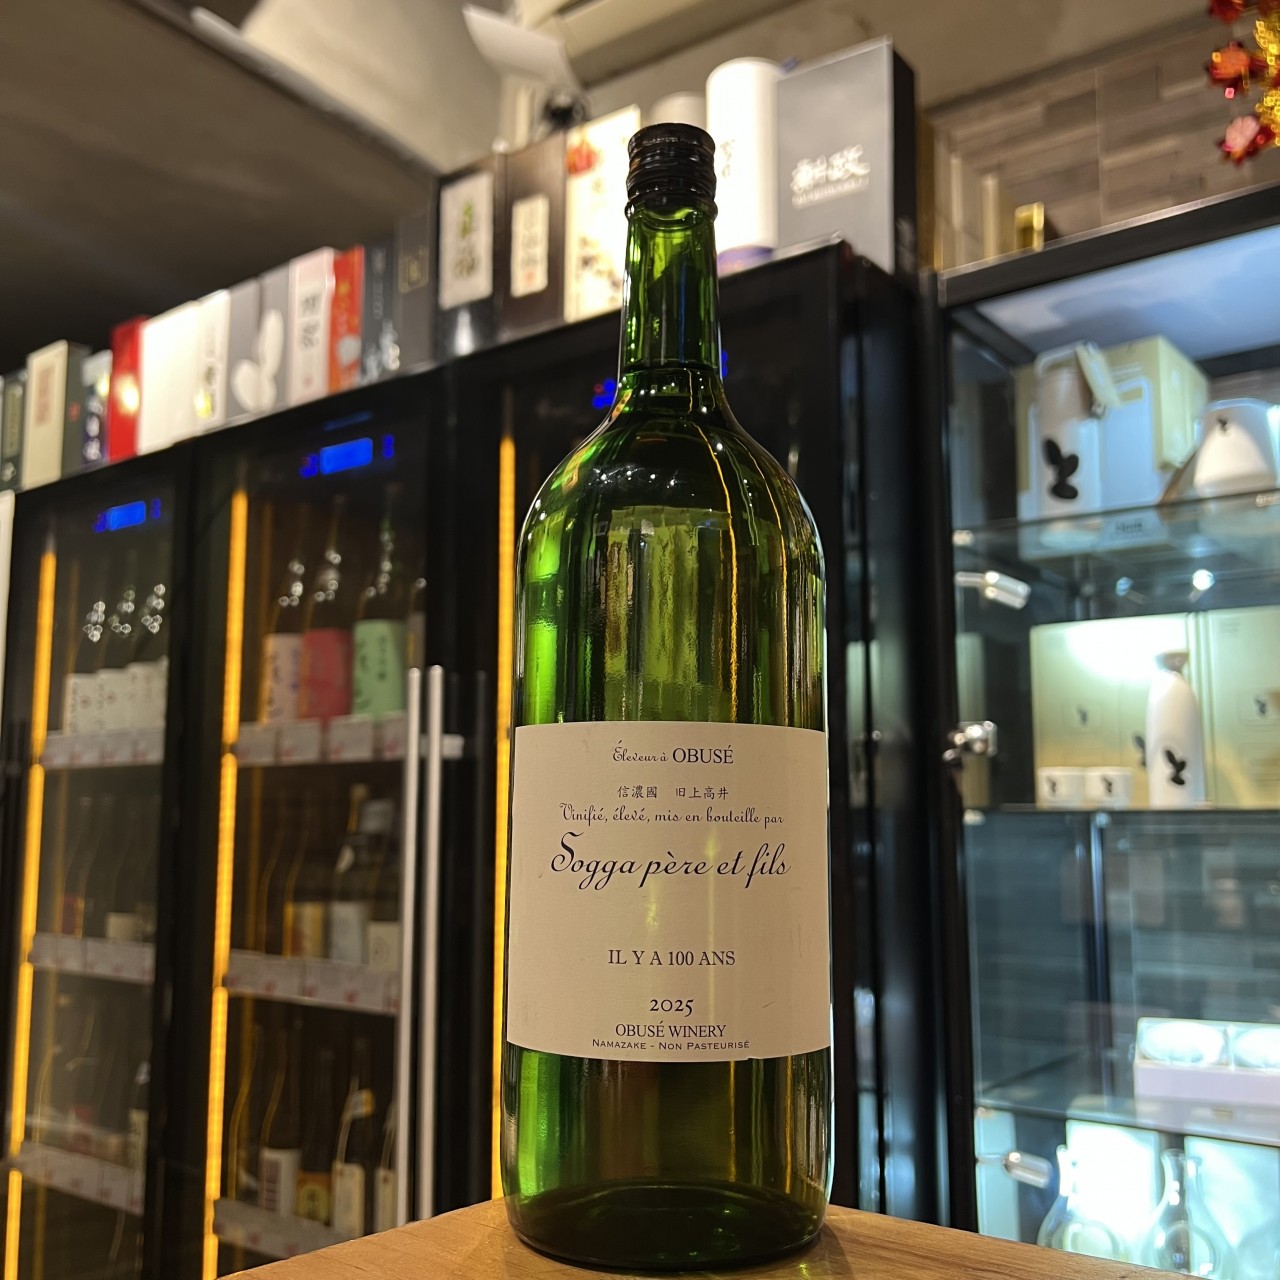 Éleveur à OBUSÉ
信濃國 旧上高井
Vinifié, élevé, mis en bouteille par
Sogga père et fils
IL Y A 100 ANS
2025
OBUSÉ WINERY
NAMAZAKE - NON PASTEURISÉ